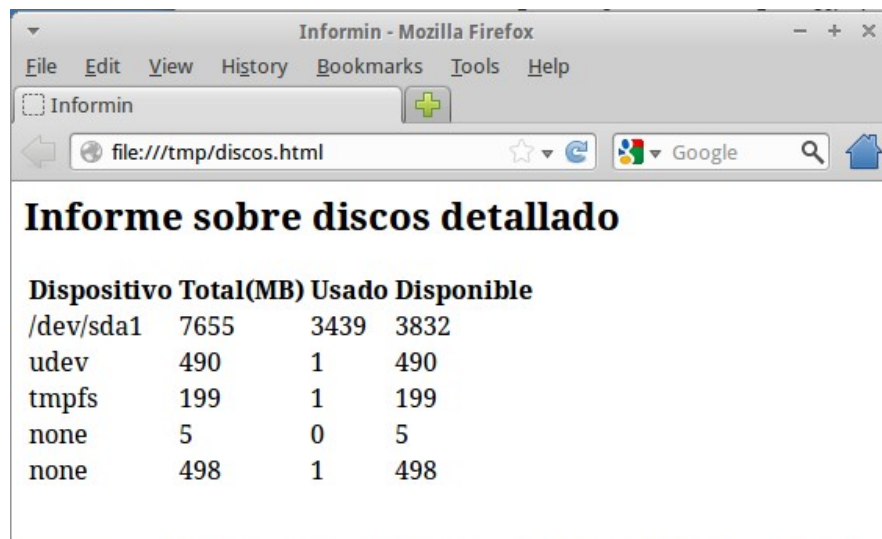 Informin - Mozilla Firefox
File Edit View History Bookmarks Tools Help
Informin
file:///tmp/discos.html Google
Informe sobre discos detallado
Dispositivo Total(MB) Usado Disponible
/dev/sda1 7655 3439 3832
udev 490 1 490
tmpfs 199 1 199
none 5 0 5
none 498 1 498